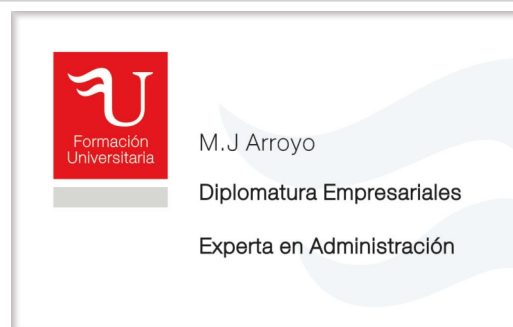 U
Formación
Universitaria
M.J Arroyo
Diplomatura Empresariales
Experta en Administración